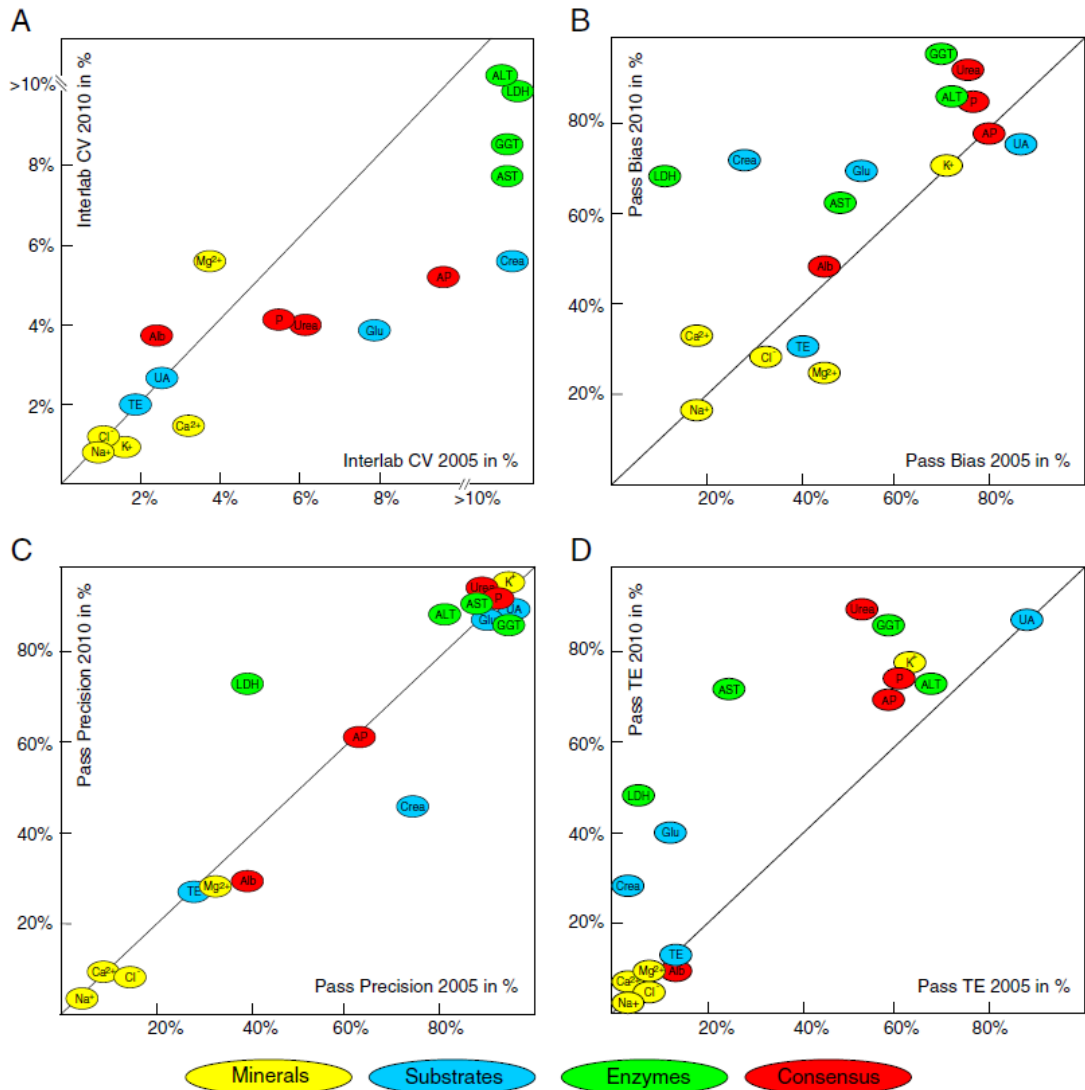 A
Interlab CV 2010 in %
>10%
8%
6%
4%
2%
ALT
LDH
GGT
AST
Mg2+
Crea
AP
Alb
P
Urea
Glu
UA
TE
Ca2+
Cl-
Na+
K+
Interlab CV 2005 in %
2%
4%
6%
8%
>10%
B
Pass Bias 2010 in %
80%
60%
40%
20%
GGT
Urea
ALT
P
AP
UA
Crea
K+
LDH
Glu
AST
Alb
Ca2+
TE
Cl-
Mg2+
Na+
Pass Bias 2005 in %
20%
40%
60%
80%
C
Pass Precision 2010 in %
80%
60%
40%
20%
K+
Urea
P
AST
UA
ALT
Glu
GGT
LDH
AP
Crea
Alb
TE
Mg2+
Ca2+
Cl-
Na+
Pass Precision 2005 in %
20%
40%
60%
80%
D
Pass TE 2010 in %
80%
60%
40%
20%
Urea
UA
GGT
K+
P
ALT
AST
AP
LDH
Glu
Crea
TE
Mg2+
Alb
Ca2+
Cl-
Na+
Pass TE 2005 in %
20%
40%
60%
80%
Minerals
Substrates
Enzymes
Consensus